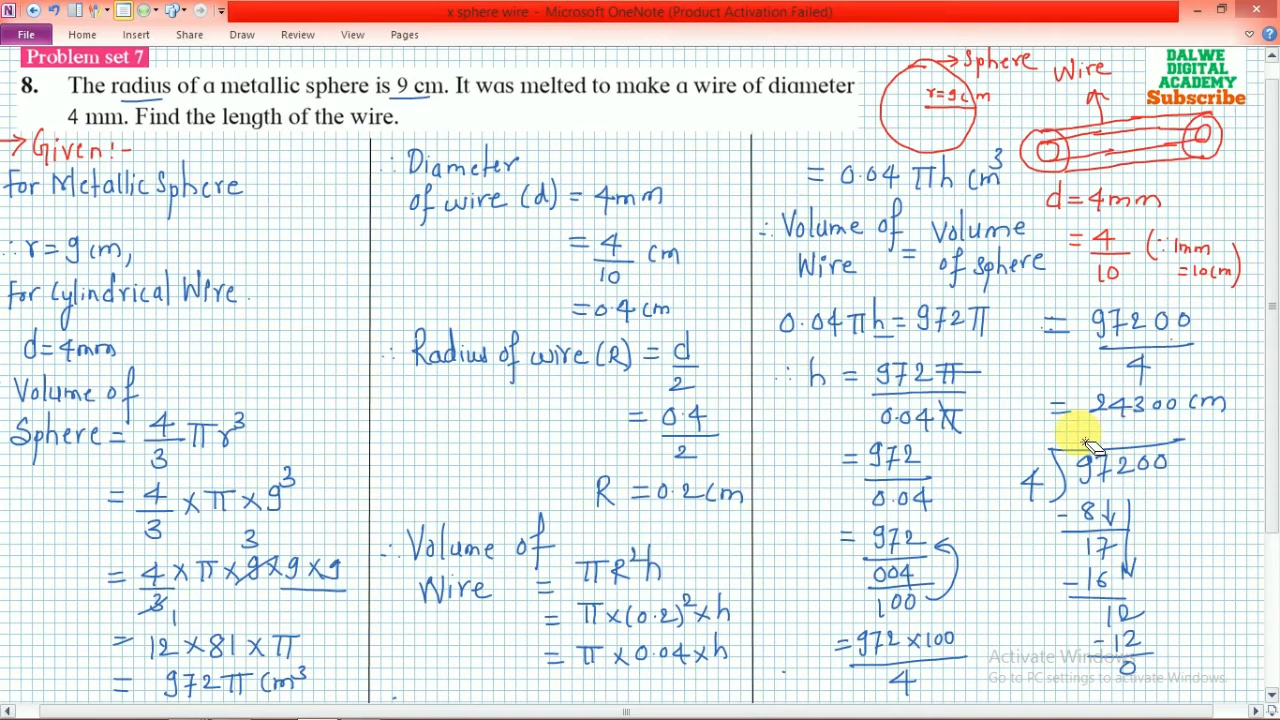 x sphere wire - Microsoft OneNote (Product Activation Failed)
File Home Insert Share Draw Review View Pages
Problem set 7
8. The radius of a metallic sphere is 9 cm. It was melted to make a wire of diameter
4 mm. Find the length of the wire.
DALWE
DIGITAL
ACADEMY
Subscribe
→ Given:-
For Metallic Sphere
∴ r = 9 cm,
For Cylindrical Wire
d = 4mm
Volume of
Sphere = 4/3 πr³
= 4/3 × π × 9³
= 4/3 × π × 9 × 9 × 9
3
1
= 12 × 81 × π
= 972π cm³
∴ Diameter
of wire (d) = 4mm
= 4/10 cm
= 0.4 cm
∴ Radius of wire (R) = d/2
= 0.4/2
R = 0.2 cm
∴ Volume of
Wire = πR²h
= π × (0.2)² × h
= π × 0.04 × h
= 0.04 πh cm³
∴ Volume of Wire = Volume of sphere
0.04πh = 972π
∴ h = 972π/0.04π
= 972/0.04
= 972/004/100
= 972 × 100/4
Sphere
r = 9 cm
Wire
d = 4mm
= 4/10 (∵ 1mm
= 10 cm)
= 97200/4
= 24300 cm
4 ) 97200
- 8
17
- 16
12
- 12
0
Activate Windows
Go to PC settings to activate Windows.